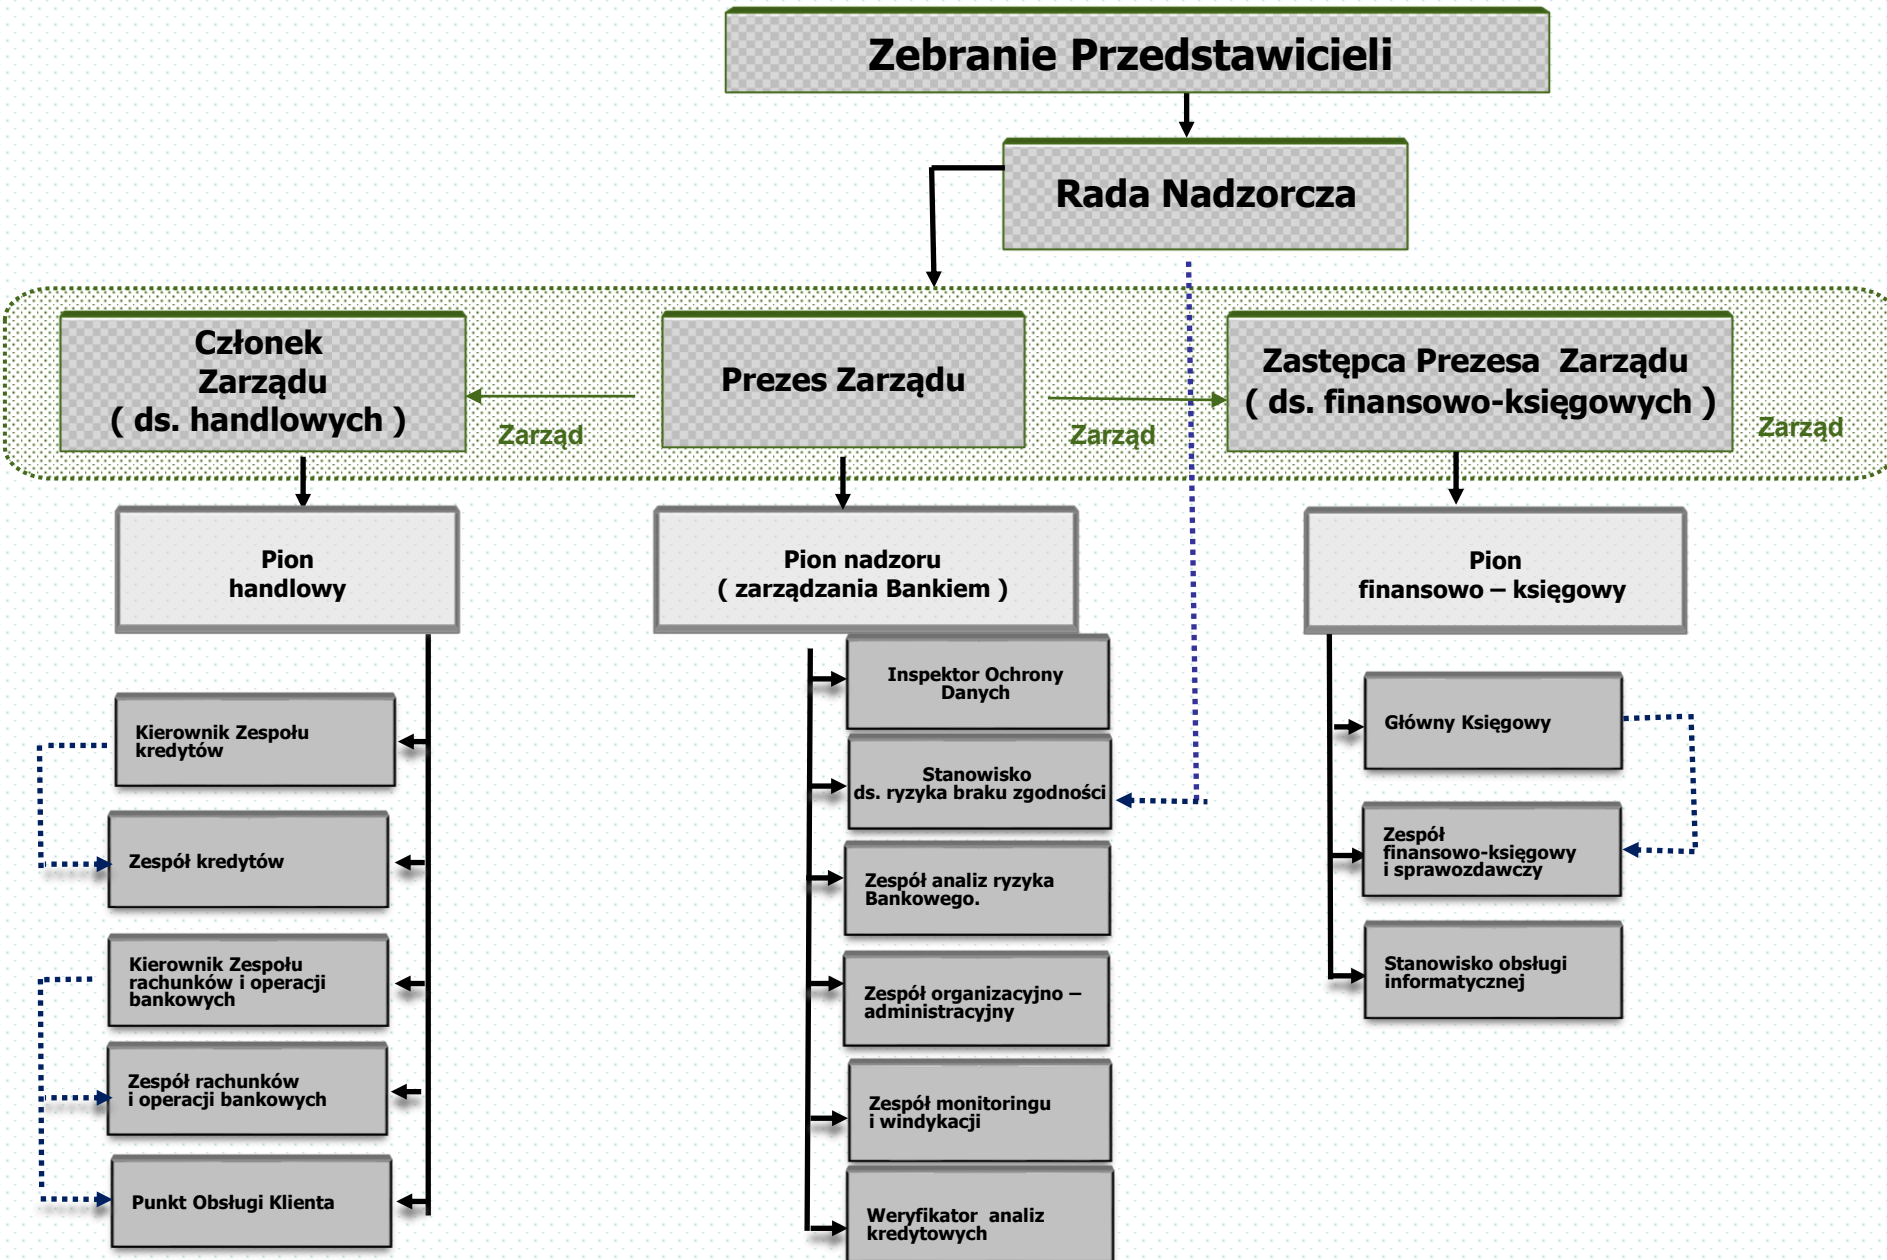 Zebranie Przedstawicieli
Rada Nadzorcza
Członek
Zarządu
( ds. handlowych )
Zarząd
Prezes Zarządu
Zarząd
Zastępca Prezesa Zarządu
( ds. finansowo-księgowych )
Zarząd
Pion
handlowy
Pion nadzoru
( zarządzania Bankiem )
Pion
finansowo – księgowy
Kierownik Zespołu
kredytów
Zespół kredytów
Kierownik Zespołu
rachunków i operacji
bankowych
Zespół rachunków
i operacji bankowych
Punkt Obsługi Klienta
Inspektor Ochrony
Danych
Stanowisko
ds. ryzyka braku zgodności
Zespół analiz ryzyka
Bankowego.
Zespół organizacyjno –
administracyjny
Zespół monitoringu
i windykacji
Weryfikator analiz
kredytowych
Główny Księgowy
Zespół
finansowo-księgowy
i sprawozdawczy
Stanowisko obsługi
informatycznej